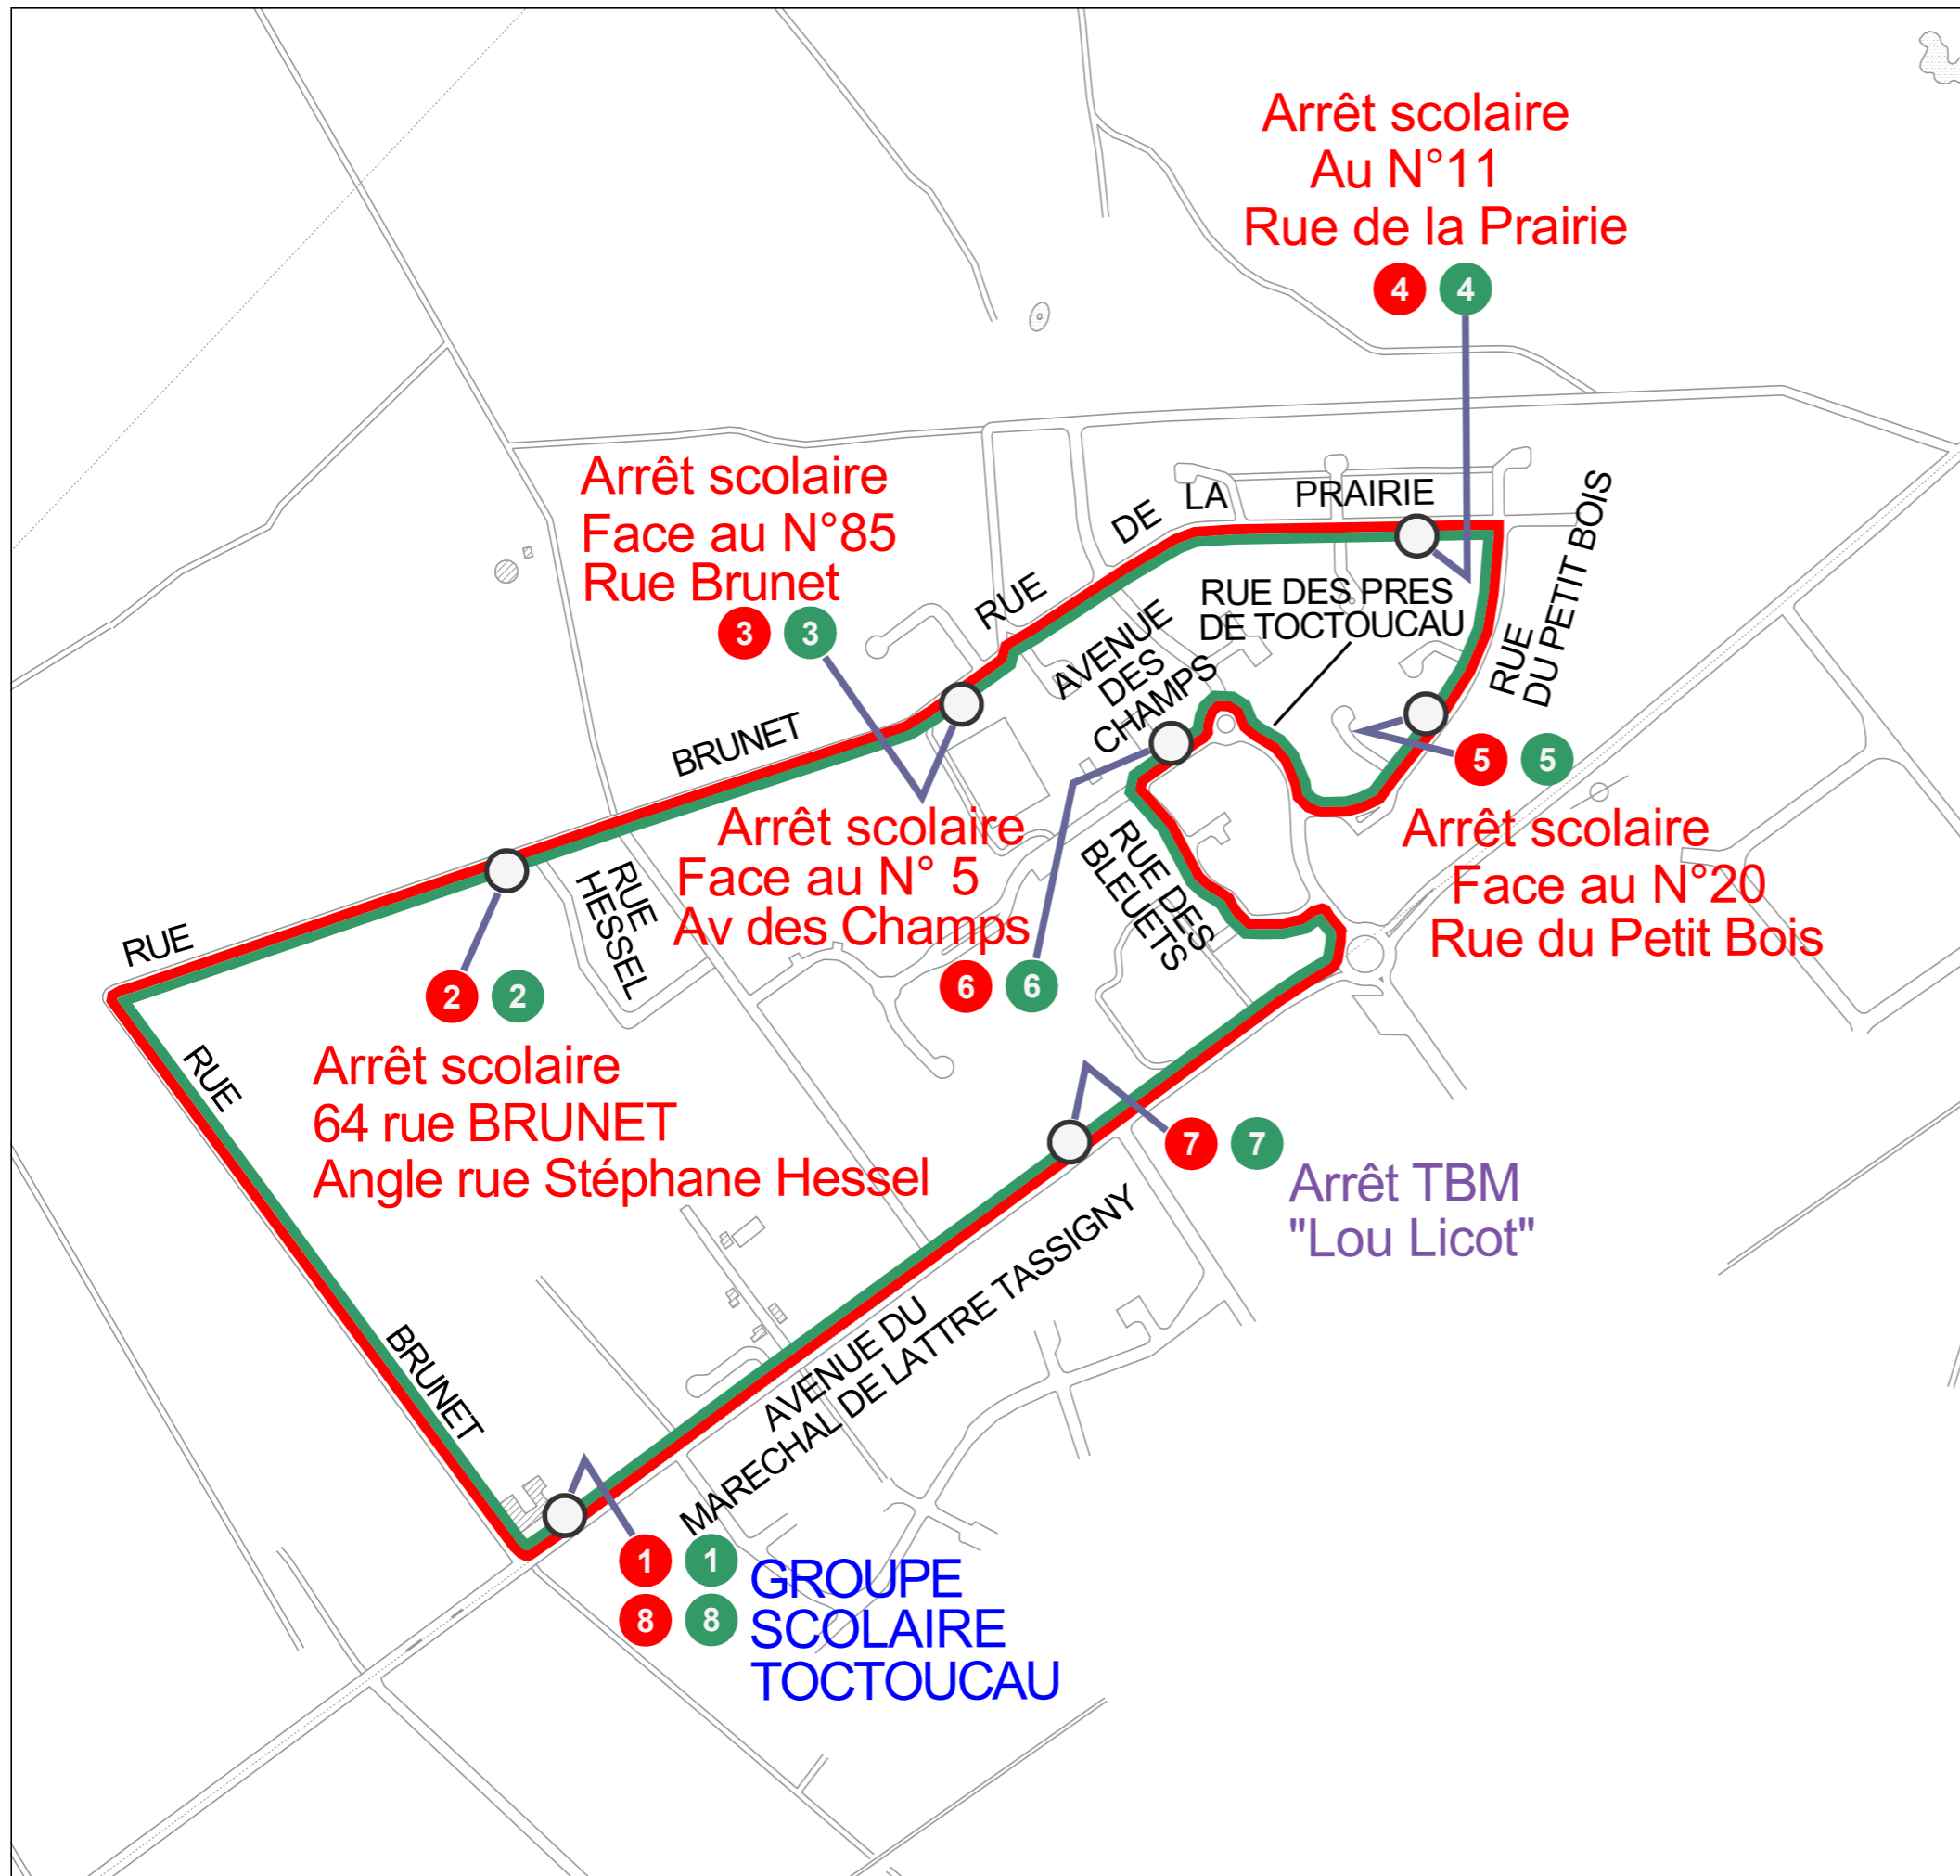 Arrêt scolaire
Au N°11
Rue de la Prairie
4 4
Arrêt scolaire
Face au N°85
Rue Brunet
3 3
RUE
DE LA PRAIRIE
RUE DES PRES
DE TOCTOUCAU
AVENUE
DES
CHAMPS
RUE
DU PETIT BOIS
BRUNET
RUE
5 5
Arrêt scolaire
Face au N°20
Rue du Petit Bois
Arrêt scolaire
Face au N° 5
Av des Champs
6 6
RUE DES
BLEUETS
RUE
HESSEL
2 2
Arrêt scolaire
64 rue BRUNET
Angle rue Stéphane Hessel
RUE
BRUNET
7 7
Arrêt TBM
"Lou Licot"
AVENUE DU
MARECHAL DE LATTRE TASSIGNY
1 1
8 8
GROUPE
SCOLAIRE
TOCTOUCAU